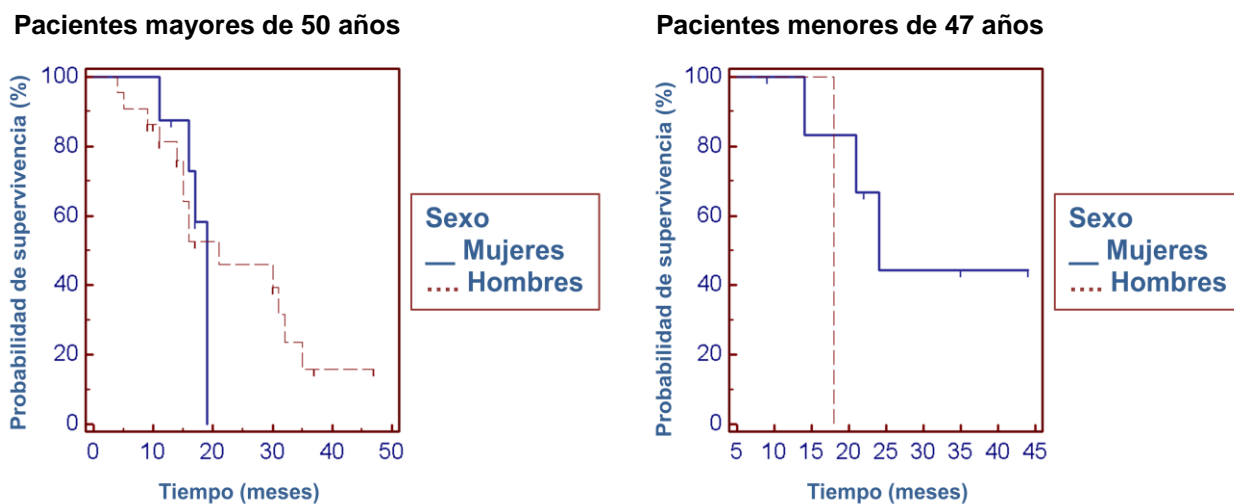 Pacientes mayores de 50 años
Probabilidad de supervivencia (%)
100
80
60
40
20
0
0 10 20 30 40 50
Tiempo (meses)
Sexo
Mujeres
Hombres
Pacientes menores de 47 años
Probabilidad de supervivencia (%)
100
80
60
40
20
0
5 10 15 20 25 30 35 40 45
Tiempo (meses)
Sexo
Mujeres
Hombres